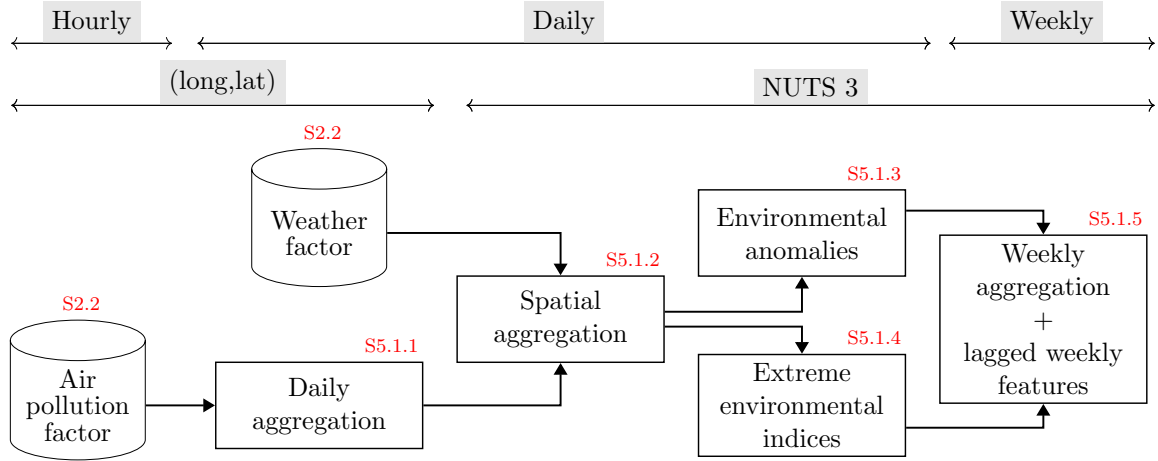 Hourly
Daily
Weekly
(long,lat)
NUTS 3
S2.2
Weather
factor
S2.2
Air
pollution
factor
S5.1.1
Daily
aggregation
S5.1.2
Spatial
aggregation
S5.1.3
Environmental
anomalies
S5.1.4
Extreme
environmental
indices
S5.1.5
Weekly
aggregation
+
lagged weekly
features